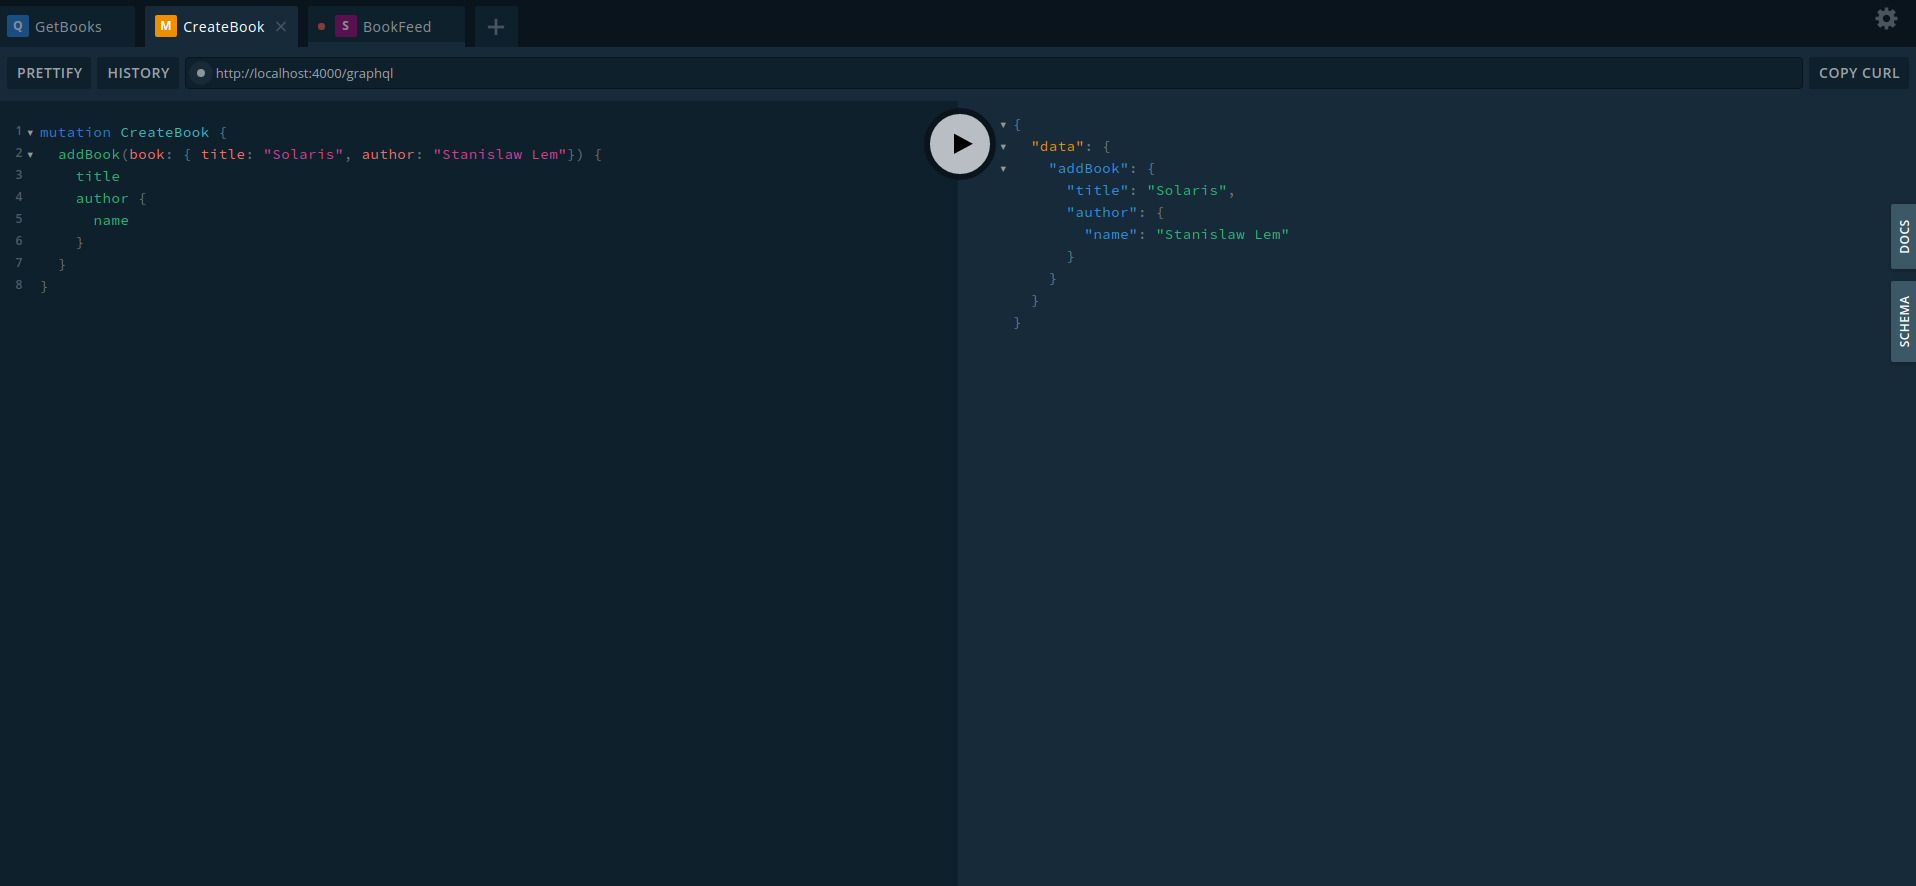 Q GetBooks M CreateBook × S BookFeed +
PRETTIFY HISTORY http://localhost:4000/graphql COPY CURL
1 mutation CreateBook {
2 addBook(book: { title: "Solaris", author: "Stanislaw Lem"}) {
3 title
4 author {
5 name
6 }
7 }
8 }
{
"data": {
"addBook": {
"title": "Solaris",
"author": {
"name": "Stanislaw Lem"
}
}
}
}
DOCS
SCHEMA